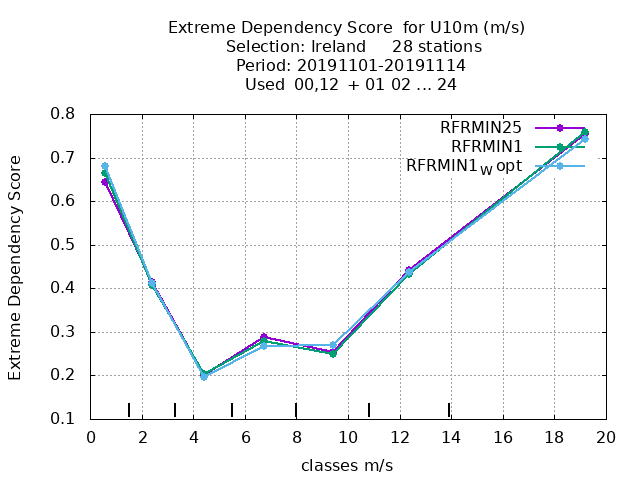 Extreme Dependency Score  for U10m (m/s)
Selection: Ireland     28 stations
Period: 20191101-20191114
Used  00,12  + 01 02 ... 24
Extreme Dependency Score
0.8
0.7
0.6
0.5
0.4
0.3
0.2
0.1
RFRMIN25
RFRMIN1
RFRMIN1W opt
0 2 4 6 8 10 12 14 16 18 20
classes m/s